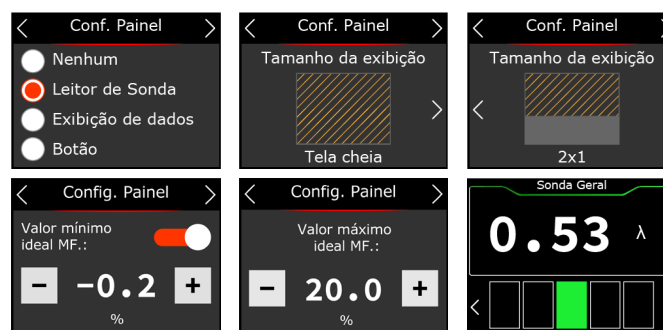 Conf. Painel
Nenhum
Leitor de Sonda
Exibição de dados
Botão
Conf. Painel
Tamanho da exibição
Tela cheia
Conf. Painel
Tamanho da exibição
2x1
Config. Painel
Valor mínimo
ideal MF.:
− -0.2 +
%
Config. Painel
Valor máximo
ideal MF.:
− 20.0 +
%
Sonda Geral
0.53 λ